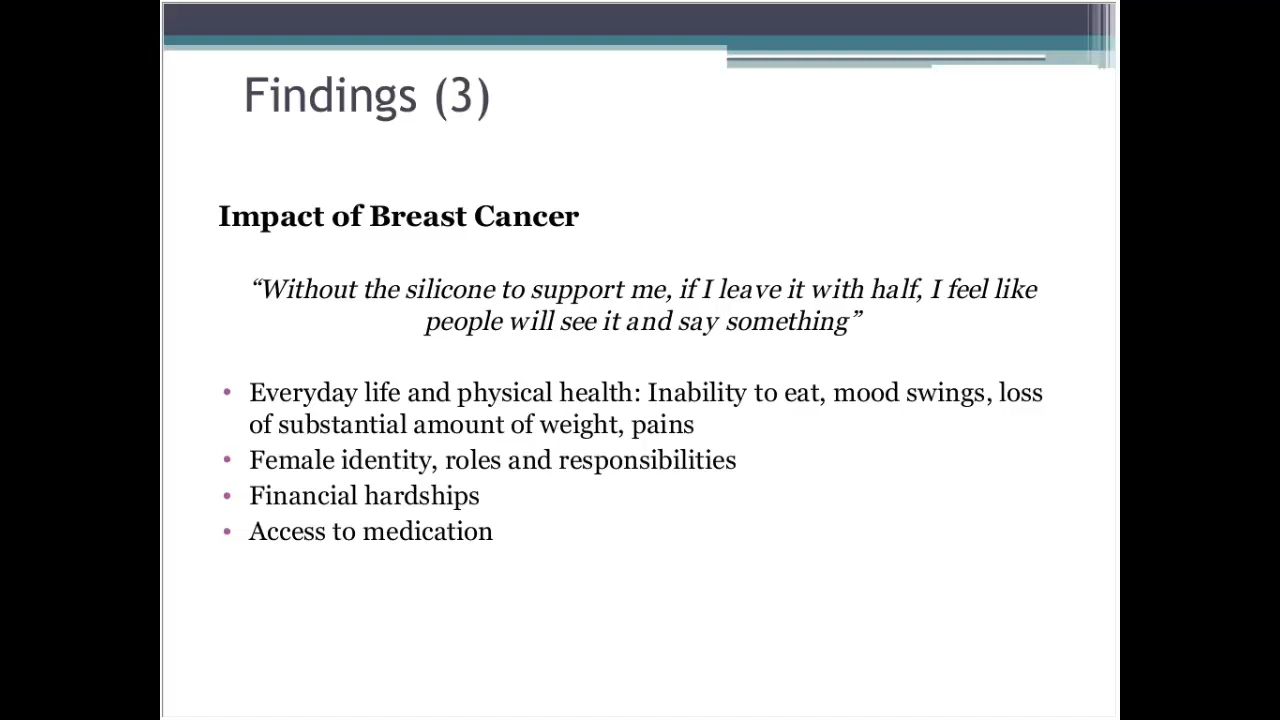 Findings (3)
Impact of Breast Cancer
“Without the silicone to support me, if I leave it with half, I feel like
people will see it and say something”
• Everyday life and physical health: Inability to eat, mood swings, loss
of substantial amount of weight, pains
• Female identity, roles and responsibilities
• Financial hardships
• Access to medication